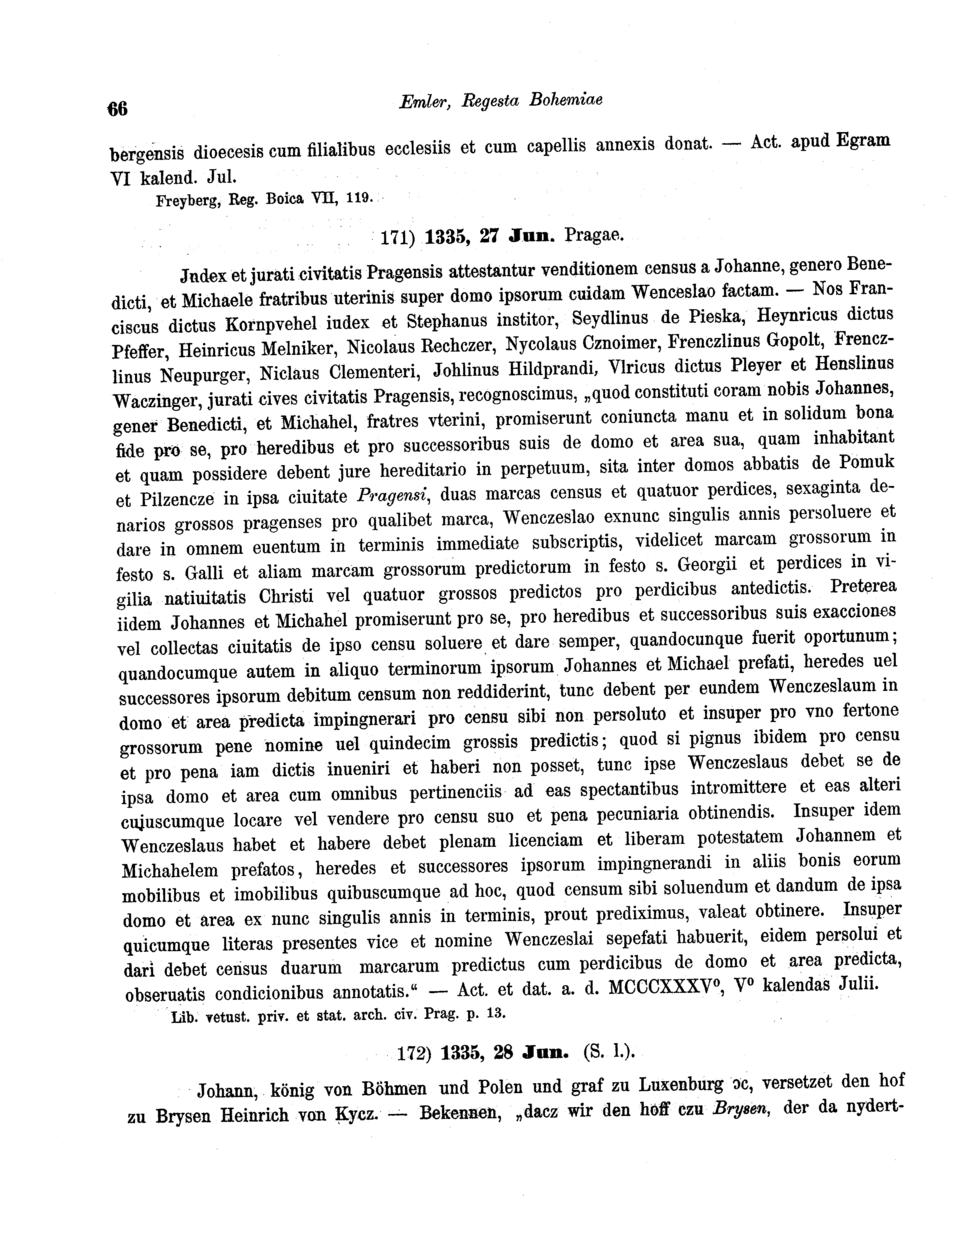 66
Emler, Regesta Bohemiae
bergensis dioecesis cum filialibus ecclesiis et cum capellis annexis donat. — Act. apud Egram
VI kalend. Jul.
Freyberg, Reg. Boica VII, 119.
171) 1335, 27 Jun. Pragae.
Judex et jurati civitatis Pragensis attestantur venditionem census a Johanne, genero Bene-
dicti, et Michaele fratribus uterinis super domo ipsorum cuidam Wenceslao factam. — Nos Fran-
ciscus dictus Kornpvehel iudex et Stephanus institor, Seydlinus de Pieska, Heynricus dictus
Pfeffer, Heinricus Melniker, Nicolaus Rechczer, Nycolaus Cznoimer, Frenczlinus Gopolt, Frencz-
linus Neupurger, Niclaus Clementeri, Johlinus Hildprandi, Vlricus dictus Pleyer et Henslinus
Waczinger, jurati cives civitatis Pragensis, recognoscimus, „quod constituti coram nobis Johannes,
gener Benedicti, et Michahel, fratres vterini, promiserunt coniuncta manu et in solidum bona
fide pro se, pro heredibus et pro successoribus suis de domo et area sua, quam inhabitant
et quam possidere debent jure hereditario in perpetuum, sita inter domos abbatis de Pomuk
et Pilzencze in ipsa ciuitate Pragensi, duas marcas census et quatuor perdices, sexaginta de-
narios grossos pragenses pro qualibet marca, Wenczeslao exnunc singulis annis persoluere et
dare in omnem euentum in terminis immediate subscriptis, videlicet marcam grossorum in
festo s. Galli et aliam marcam grossorum predictorum in festo s. Georgii et perdices in vi-
gilia natiuitatis Christi vel quatuor grossos predictos pro perdicibus antedictis. Preterea
iidem Johannes et Michahel promiserunt pro se, pro heredibus et successoribus suis exacciones
vel collectas ciuitatis de ipso censu soluere et dare semper, quandocunque fuerit oportunum;
quandocumque autem in aliquo terminorum ipsorum Johannes et Michael prefati, heredes uel
successores ipsorum debitum censum non reddiderint, tunc debent per eundem Wenczeslaum in
domo et area predicta impingnerari pro censu sibi non persoluto et insuper pro vno fertone
grossorum pene nomine uel quindecim grossis predictis; quod si pignus ibidem pro censu
et pro pena iam dictis inueniri et haberi non posset, tunc ipse Wenczeslaus debet se de
ipsa domo et area cum omnibus pertinenciis ad eas spectantibus intromittere et eas alteri
cujuscumque locare vel vendere pro censu suo et pena pecuniaria obtinendis. Insuper idem
Wenczeslaus habet et habere debet plenam licenciam et liberam potestatem Johannem et
Michahelem prefatos, heredes et successores ipsorum impingnerandi in aliis bonis eorum
mobilibus et imobilibus quibuscumque ad hoc, quod censum sibi soluendum et dandum de ipsa
domo et area ex nunc singulis annis in terminis, prout prediximus, valeat obtinere. Insuper
quicumque literas presentes vice et nomine Wenczeslai sepefati habuerit, eidem persolui et
dari debet census duarum marcarum predictus cum perdicibus de domo et area predicta,
obseruatis condicionibus annotatis.“ — Act. et dat. a. d. MCCCXXXV⁰, V⁰ kalendas Julii.
Lib. vetust. priv. et stat. arch. civ. Prag. p. 13.
172) 1335, 28 Jun. (S. l.).
Johann, könig von Böhmen und Polen und graf zu Luxenburg ɔc, versetzet den hof
zu Brysen Heinrich von Kycz. — Bekennen, „dacz wir den hoff czu Brysen, der da nydert-